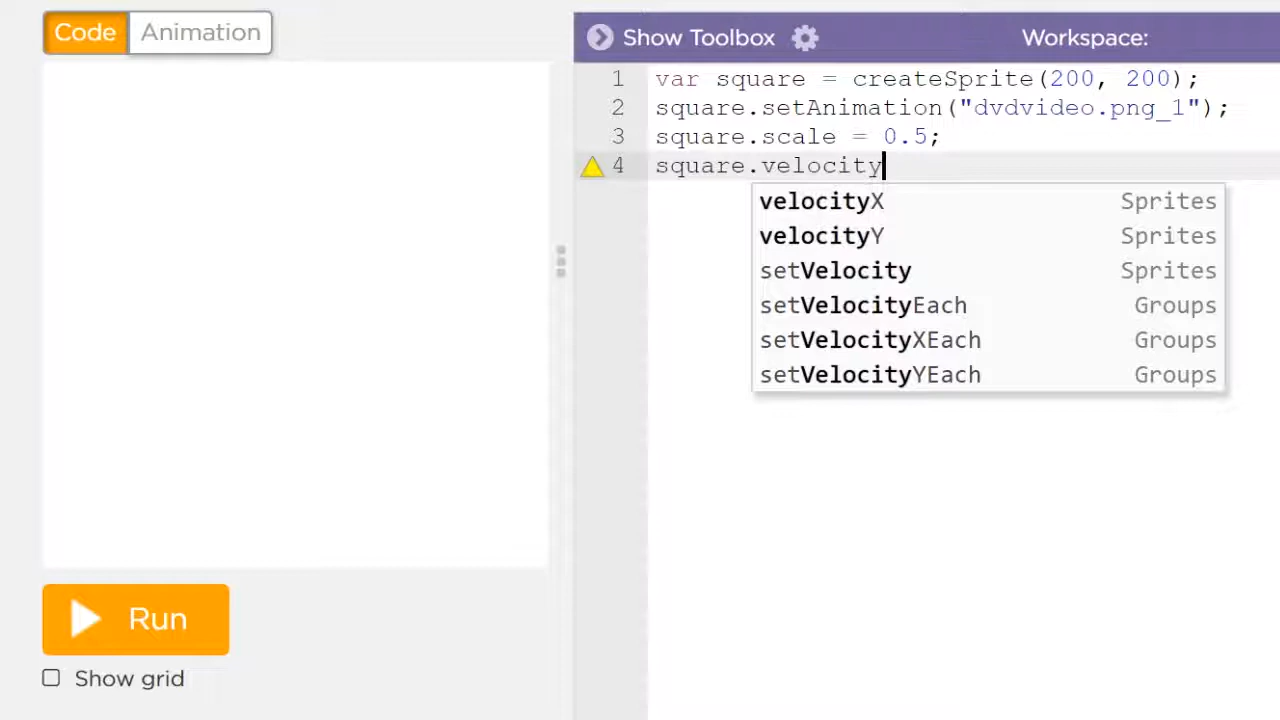 Code Animation
Show Toolbox Workspace:
1 var square = createSprite(200, 200);
2 square.setAnimation("dvdvideo.png_1");
3 square.scale = 0.5;
4 square.velocity
velocityX Sprites
velocityY Sprites
setVelocity Sprites
setVelocityEach Groups
setVelocityXEach Groups
setVelocityYEach Groups
Run
Show grid